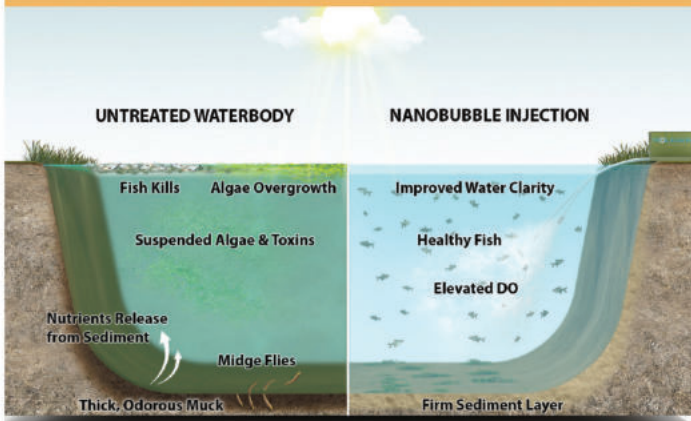 UNTREATED WATERBODY
NANOBUBBLE INJECTION
Fish Kills
Algae Overgrowth
Improved Water Clarity
Suspended Algae & Toxins
Healthy Fish
Elevated DO
Nutrients Release
from Sediment
Midge Flies
Thick, Odorous Muck
Firm Sediment Layer